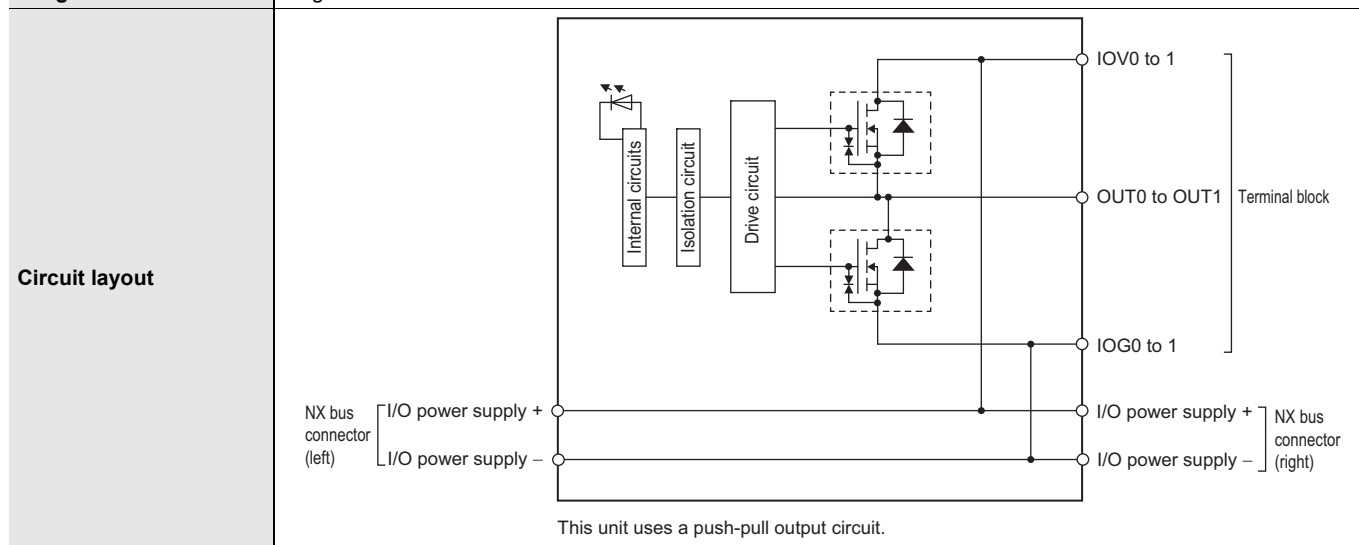 Circuit layout
Internal circuits
Isolation circuit
Drive circuit
IOV0 to 1
OUT0 to OUT1
Terminal block
IOG0 to 1
NX bus
connector
(left)
I/O power supply +
I/O power supply –
I/O power supply +
I/O power supply –
NX bus
connector
(right)
This unit uses a push-pull output circuit.